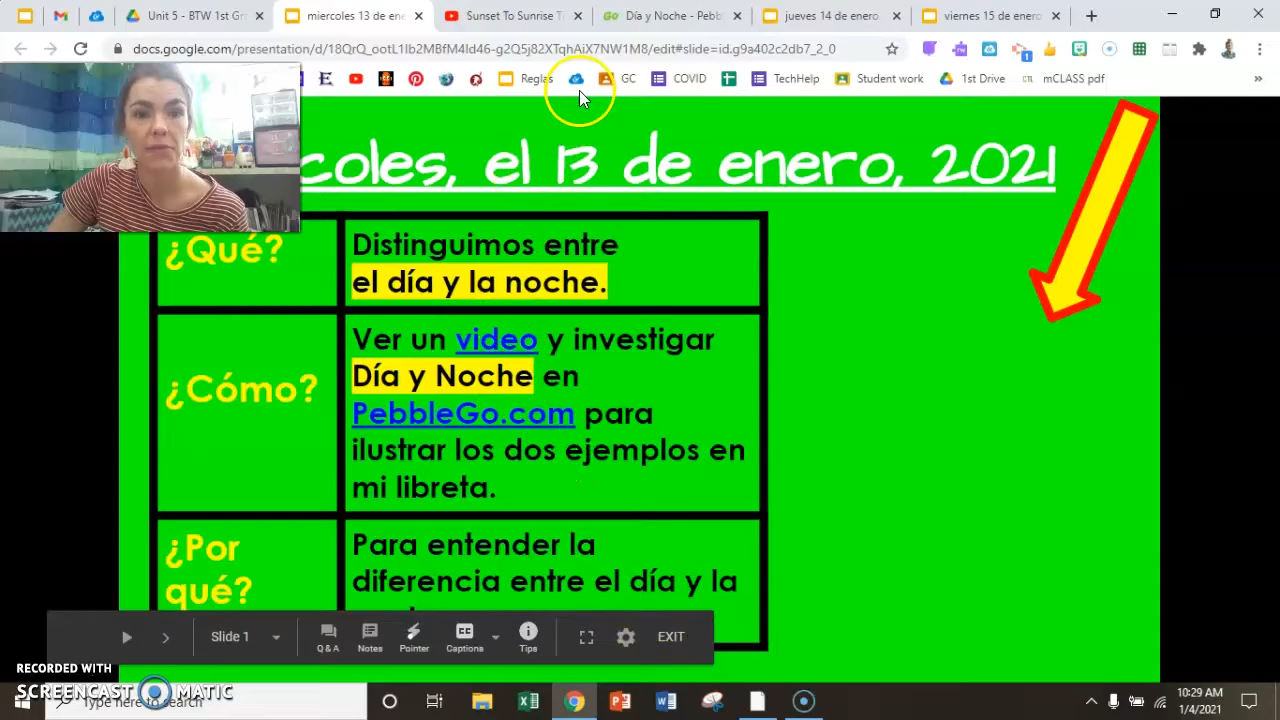 Unit 5 - BTW 1st Gr
miercoles 13 de ene
Sunset To Sunrise Ti
Día y Noche - Pebb
jueves 14 de enero
viernes 15 de enero
docs.google.com/presentation/d/18QrQ_ootL1Ib2MBfM4ld46-g2Q5j82XTqhAiX7NW1M8/edit#slide=id.g9a402c2db7_2_0
Reglas
GC
COVID
TechHelp
Student work
1st Drive
mCLASS pdf
coles, el 13 de enero, 2021
¿Qué?
Distinguimos entre
el día y la noche.
¿Cómo?
Ver un video y investigar
Día y Noche en
PebbleGo.com para
ilustrar los dos ejemplos en
mi libreta.
¿Por
qué?
Para entender la
diferencia entre el día y la
Slide 1
Q & A
Notes
Pointer
Captions
Tips
EXIT
RECORDED WITH
SCREENCAST MATIC
Type here to search
10:29 AM
1/4/2021